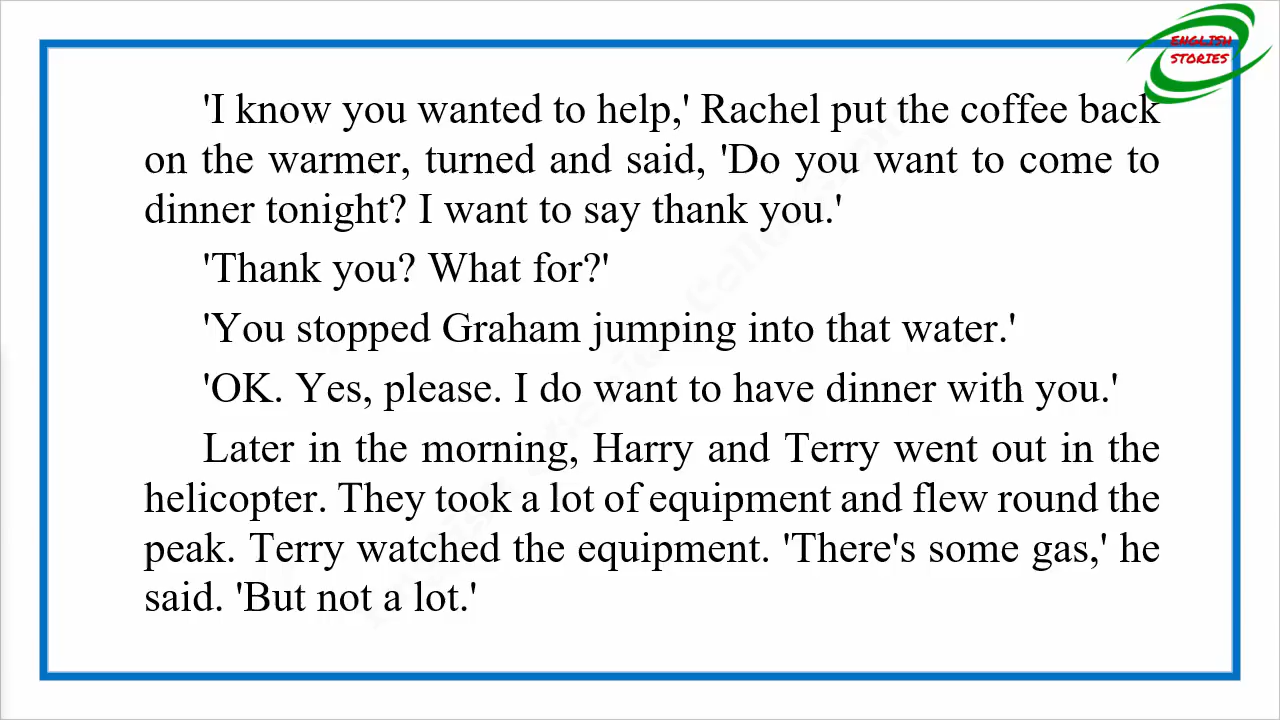 ENGLISH
STORIES
'I know you wanted to help,' Rachel put the coffee back
on the warmer, turned and said, 'Do you want to come to
dinner tonight? I want to say thank you.'
'Thank you? What for?'
'You stopped Graham jumping into that water.'
'OK. Yes, please. I do want to have dinner with you.'
Later in the morning, Harry and Terry went out in the
helicopter. They took a lot of equipment and flew round the
peak. Terry watched the equipment. 'There's some gas,' he
said. 'But not a lot.'